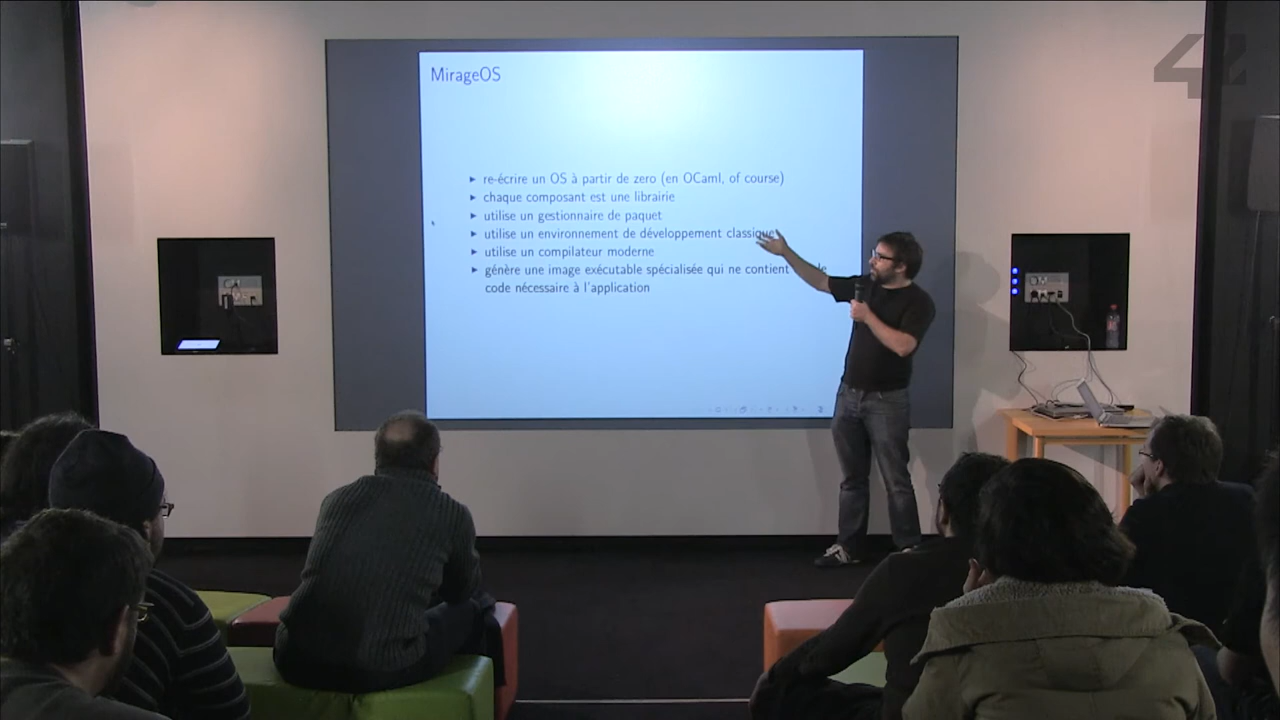 42
MirageOS
▶ re-écrire un OS à partir de zero (en OCaml, of course)
▶ chaque composant est une librairie
▶ utilise un gestionnaire de paquet
▶ utilise un environnement de développement classique
▶ utilise un compilateur moderne
▶ génère une image exécutable spécialisée qui ne contient
code nécessaire à l'application
2